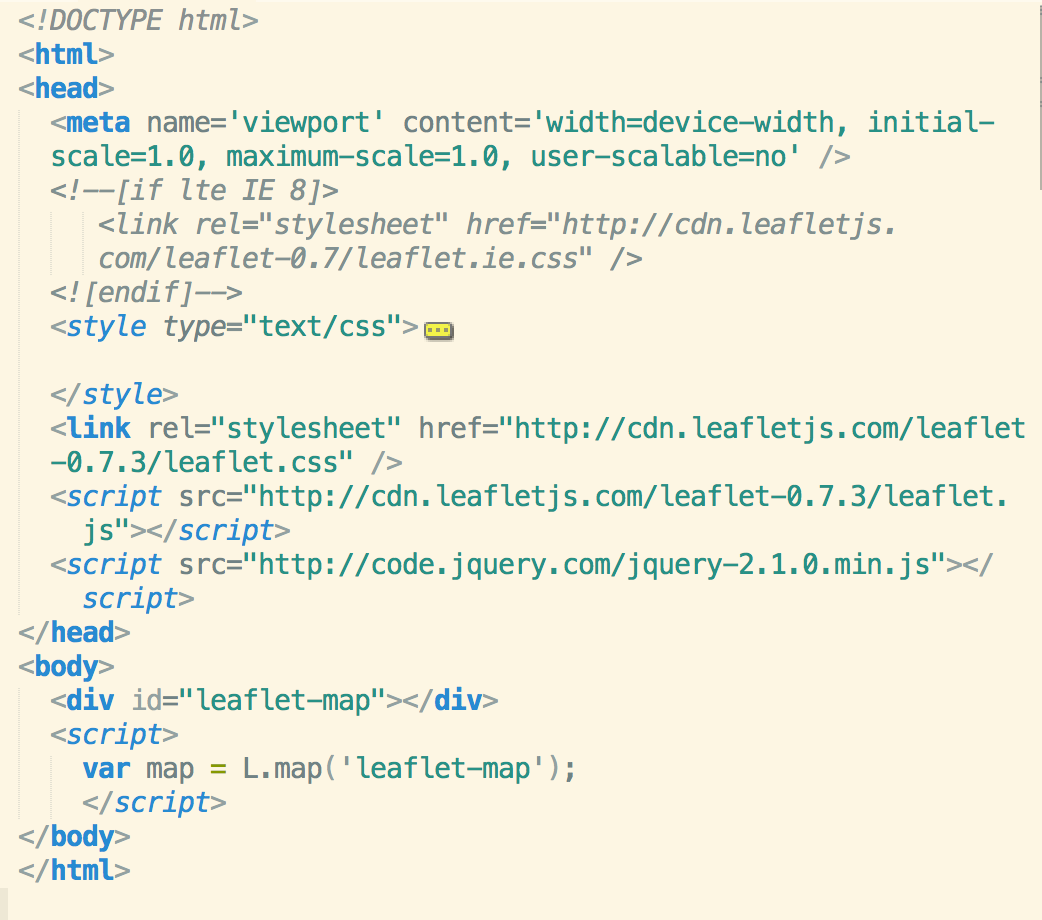 <!DOCTYPE html>
<html>
<head>
<meta name='viewport' content='width=device-width, initial-
scale=1.0, maximum-scale=1.0, user-scalable=no' />
<!--[if lte IE 8]>
<link rel="stylesheet" href="http://cdn.leafletjs.
com/leaflet-0.7/leaflet.ie.css" />
<![endif]-->
<style type="text/css">
</style>
<link rel="stylesheet" href="http://cdn.leafletjs.com/leaflet
-0.7.3/leaflet.css" />
<script src="http://cdn.leafletjs.com/leaflet-0.7.3/leaflet.
js"></script>
<script src="http://code.jquery.com/jquery-2.1.0.min.js"></
script>
</head>
<body>
<div id="leaflet-map"></div>
<script>
var map = L.map('leaflet-map');
</script>
</body>
</html>